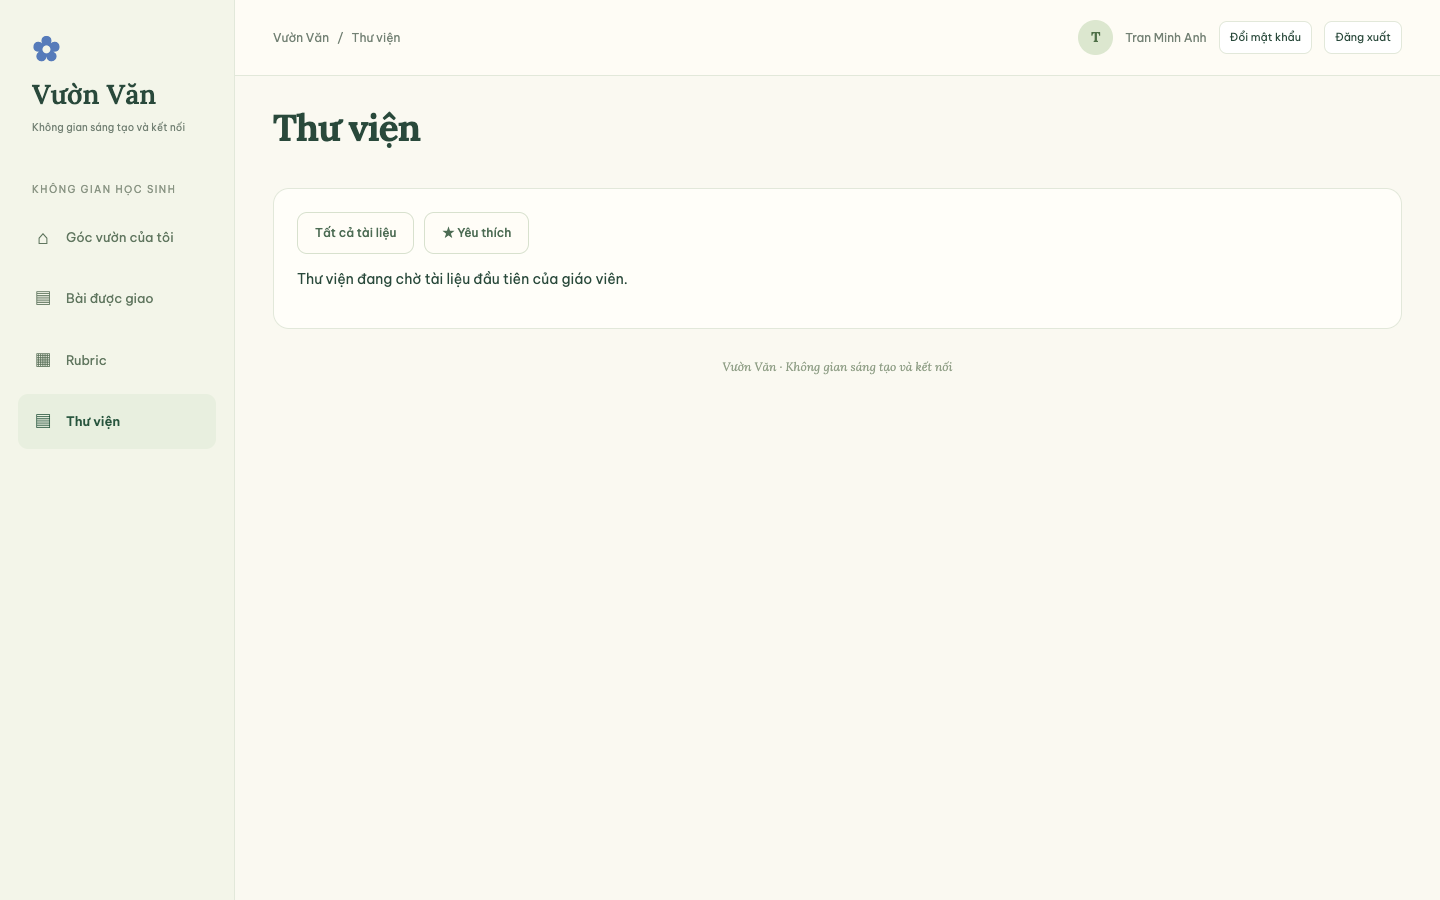 Vườn Văn
Không gian sáng tạo và kết nối
KHÔNG GIAN HỌC SINH
Góc vườn của tôi
Bài được giao
Rubric
Thư viện
Vườn Văn / Thư viện
T
Tran Minh Anh
Đổi mật khẩu
Đăng xuất
Thư viện
Tất cả tài liệu
★ Yêu thích
Thư viện đang chờ tài liệu đầu tiên của giáo viên.
Vườn Văn · Không gian sáng tạo và kết nối